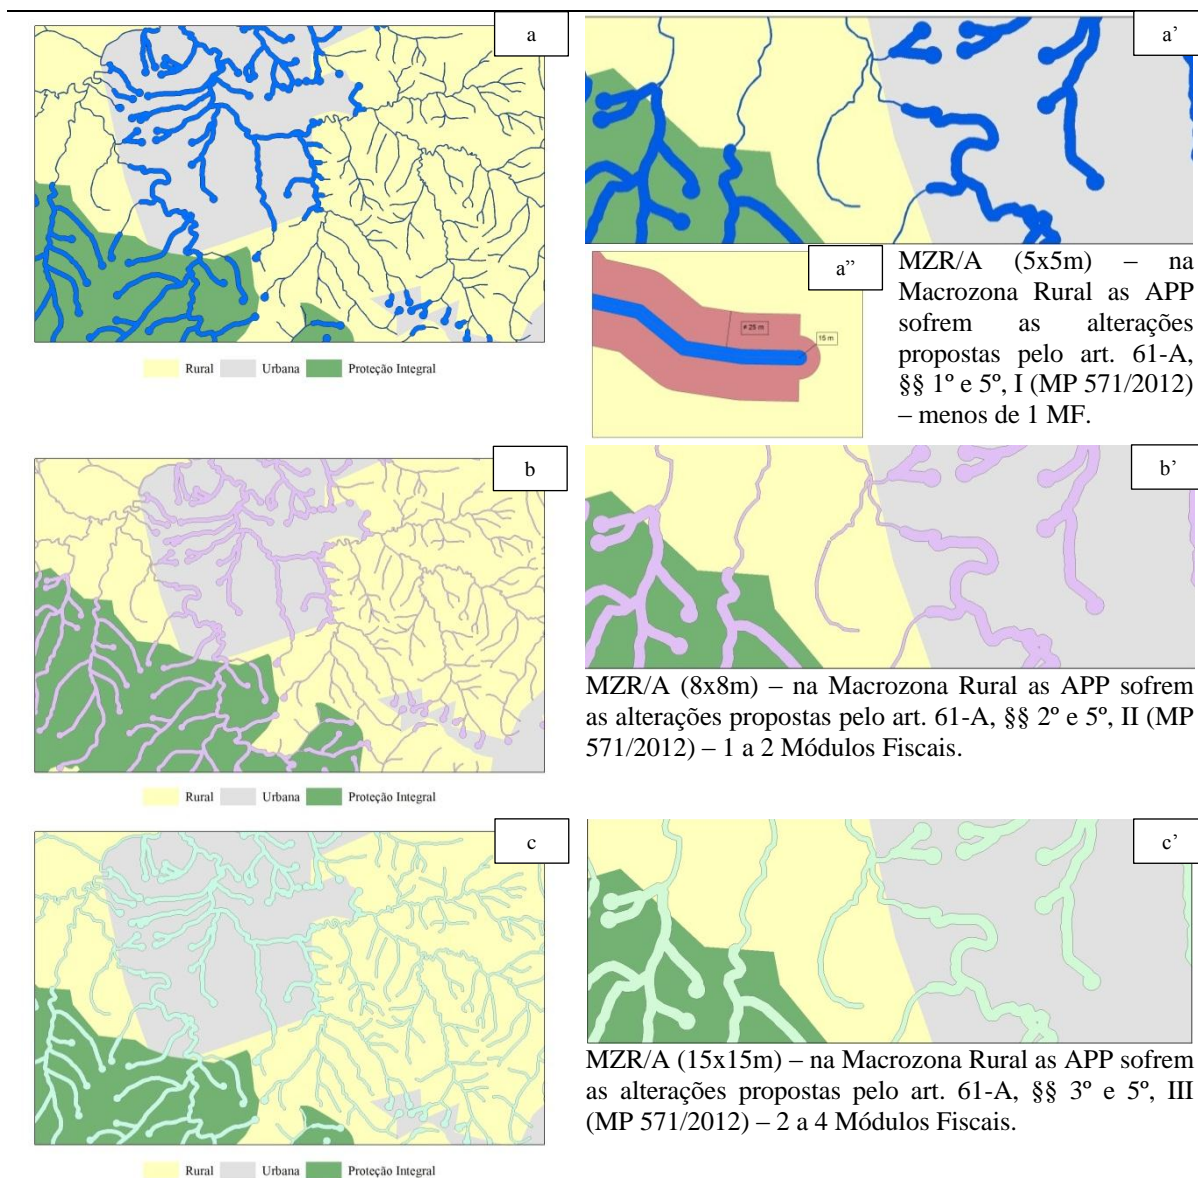 a
a’
Rural Urbana Proteção Integral
a”
≠ 25 m
15 m
MZR/A (5x5m) – na
Macrozona Rural as APP
sofrem as alterações
propostas pelo art. 61-A,
§§ 1º e 5º, I (MP 571/2012)
– menos de 1 MF.
b
b’
Rural Urbana Proteção Integral
MZR/A (8x8m) – na Macrozona Rural as APP sofrem
as alterações propostas pelo art. 61-A, §§ 2º e 5º, II (MP
571/2012) – 1 a 2 Módulos Fiscais.
c
c’
Rural Urbana Proteção Integral
MZR/A (15x15m) – na Macrozona Rural as APP sofrem
as alterações propostas pelo art. 61-A, §§ 3º e 5º, III
(MP 571/2012) – 2 a 4 Módulos Fiscais.